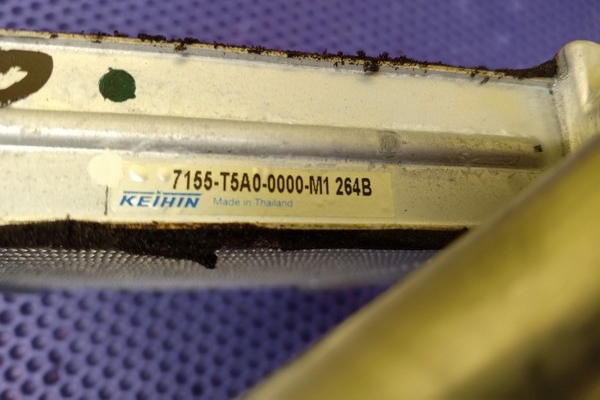 7155-T5A0-0000-M1 264B
KEIHIN Made in Thailand